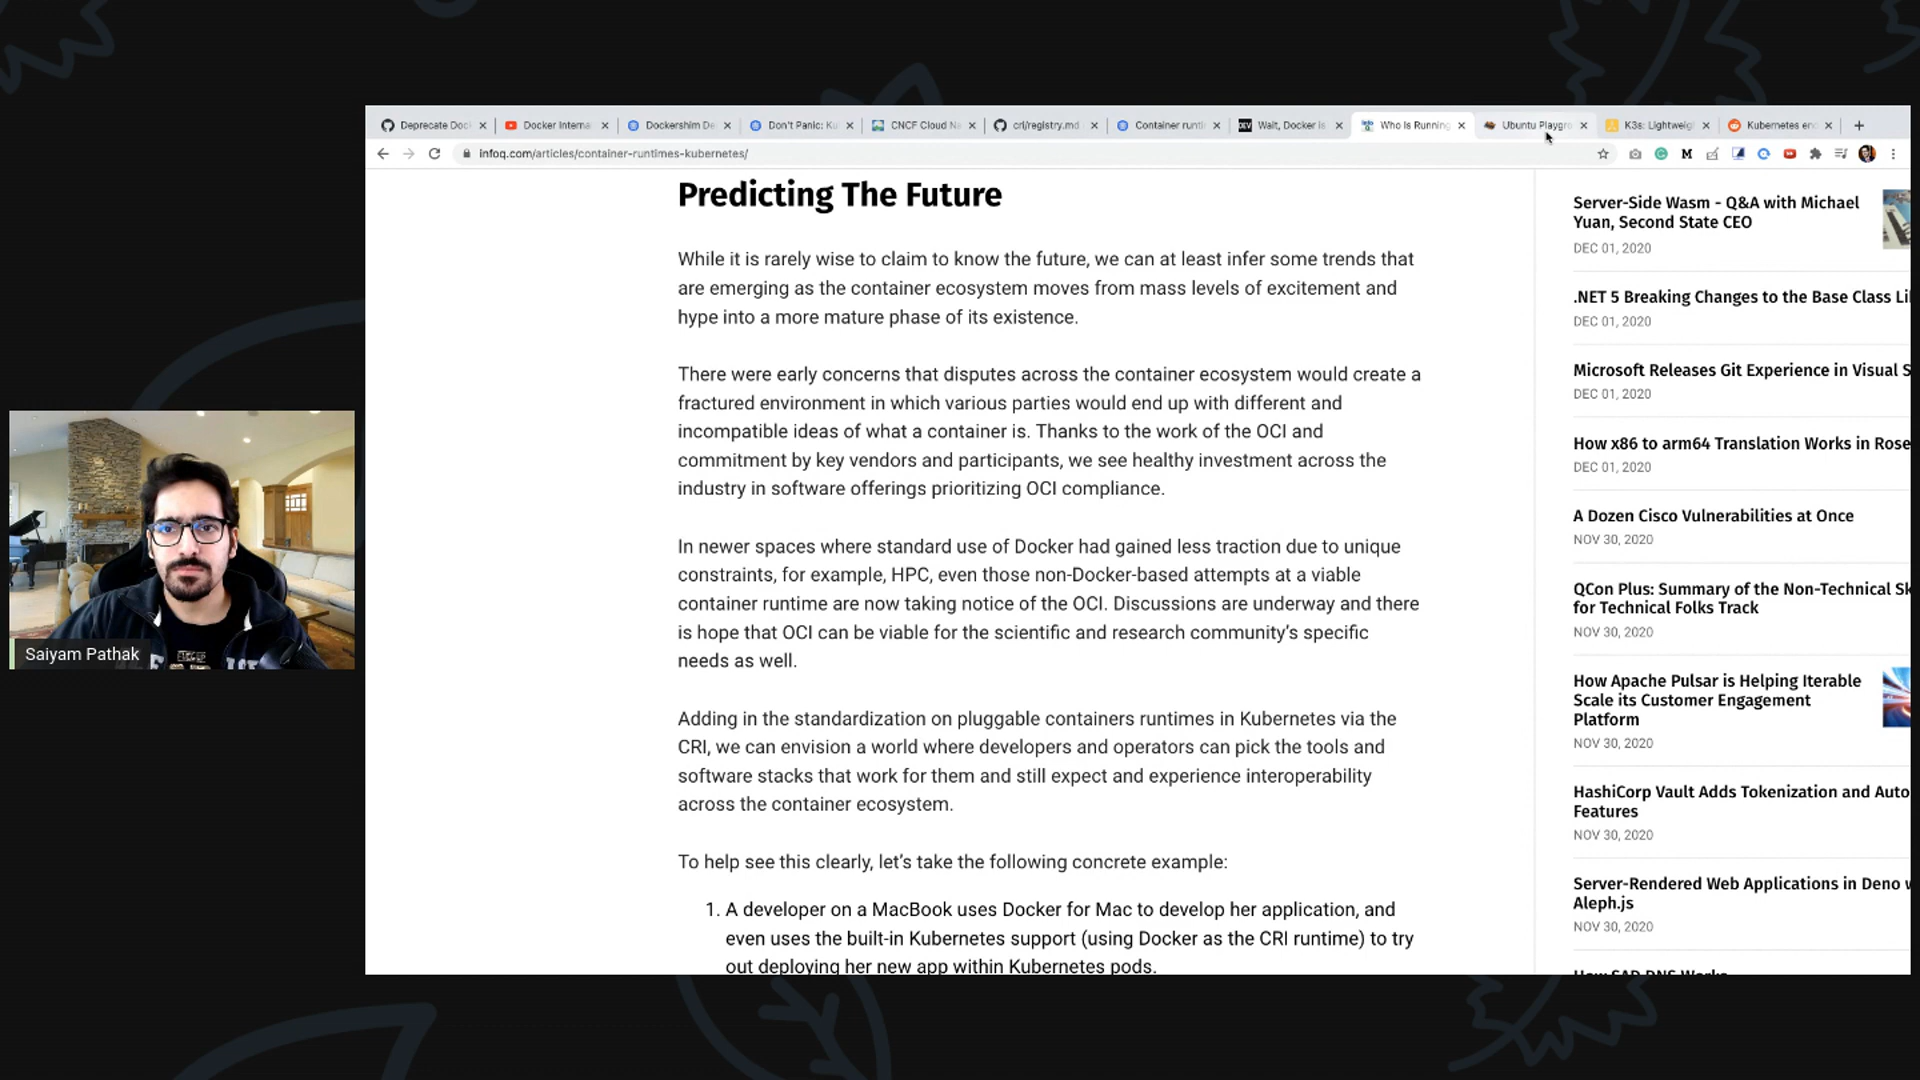 Deprecate Doc
Docker Interna
Dockershim De
Don't Panic: Ku
CNCF Cloud Na
cri/registry.md
Container runti
DEV
Wait, Docker is
Who Is Running
Ubuntu Playgro
K3s: Lightweig
Kubernetes en
infoq.com/articles/container-runtimes-kubernetes/
Predicting The Future
While it is rarely wise to claim to know the future, we can at least infer some trends that
are emerging as the container ecosystem moves from mass levels of excitement and
hype into a more mature phase of its existence.
There were early concerns that disputes across the container ecosystem would create a
fractured environment in which various parties would end up with different and
incompatible ideas of what a container is. Thanks to the work of the OCI and
commitment by key vendors and participants, we see healthy investment across the
industry in software offerings prioritizing OCI compliance.
In newer spaces where standard use of Docker had gained less traction due to unique
constraints, for example, HPC, even those non-Docker-based attempts at a viable
container runtime are now taking notice of the OCI. Discussions are underway and there
is hope that OCI can be viable for the scientific and research community's specific
needs as well.
Adding in the standardization on pluggable containers runtimes in Kubernetes via the
CRI, we can envision a world where developers and operators can pick the tools and
software stacks that work for them and still expect and experience interoperability
across the container ecosystem.
To help see this clearly, let's take the following concrete example:
1. A developer on a MacBook uses Docker for Mac to develop her application, and
even uses the built-in Kubernetes support (using Docker as the CRI runtime) to try
out deploying her new app within Kubernetes pods.
Server-Side Wasm - Q&A with Michael
Yuan, Second State CEO
DEC 01, 2020
.NET 5 Breaking Changes to the Base Class Li
DEC 01, 2020
Microsoft Releases Git Experience in Visual S
DEC 01, 2020
How x86 to arm64 Translation Works in Rose
DEC 01, 2020
A Dozen Cisco Vulnerabilities at Once
NOV 30, 2020
QCon Plus: Summary of the Non-Technical Sk
for Technical Folks Track
NOV 30, 2020
How Apache Pulsar is Helping Iterable
Scale its Customer Engagement
Platform
NOV 30, 2020
HashiCorp Vault Adds Tokenization and Auto
Features
NOV 30, 2020
Server-Rendered Web Applications in Deno w
Aleph.js
NOV 30, 2020
How SAD DNS Works
Saiyam Pathak